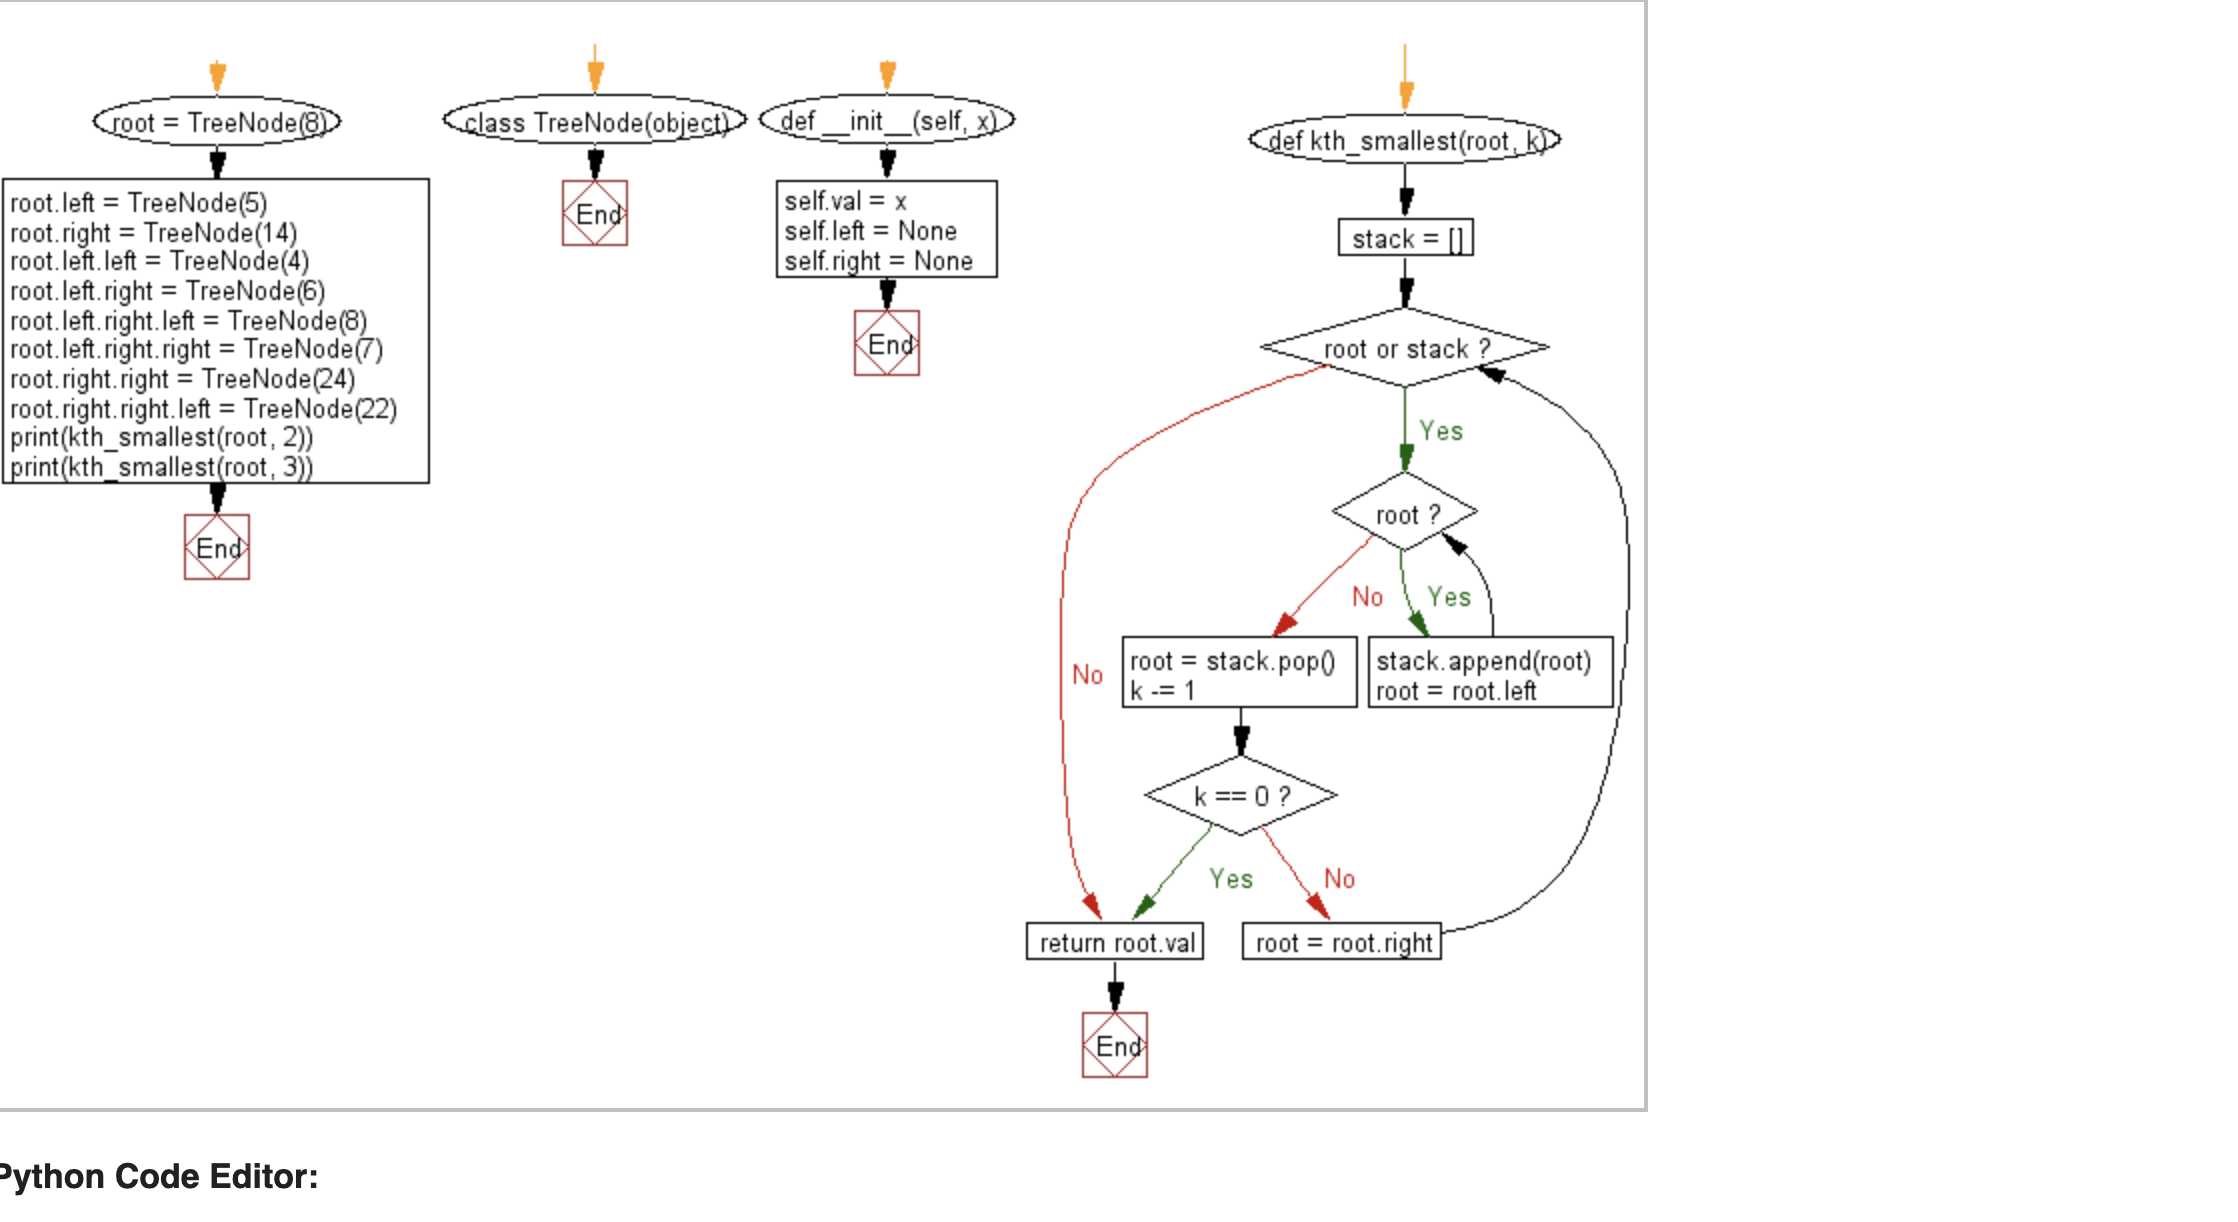 root = TreeNode(8)
root.left = TreeNode(5)
root.right = TreeNode(14)
root.left.left = TreeNode(4)
root.left.right = TreeNode(6)
root.left.right.left = TreeNode(8)
root.left.right.right = TreeNode(7)
root.right.right = TreeNode(24)
root.right.right.left = TreeNode(22)
print(kth_smallest(root, 2))
print(kth_smallest(root, 3))
End
class TreeNode(object)
End
def __init__(self, x)
self.val = x
self.left = None
self.right = None
End
def kth_smallest(root, k)
stack = []
root or stack ?
Yes
root ?
No
Yes
No
root = stack.pop()
k -= 1
stack.append(root)
root = root.left
k == 0 ?
Yes
No
return root.val
root = root.right
End
Python Code Editor: